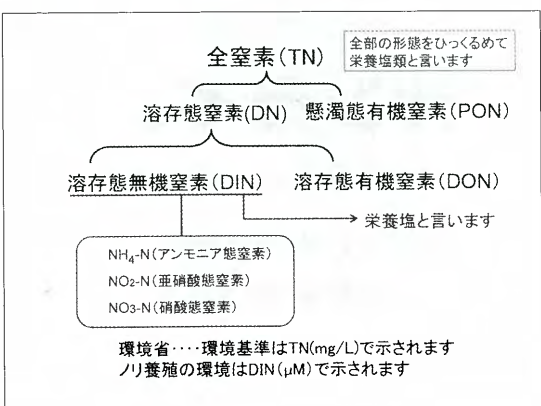 全窒素(TN)
全部の形態をひっくるめて
栄養塩類と言います
溶存態窒素(DN) 懸濁態有機窒素(PON)
溶存態無機窒素(DIN) 溶存態有機窒素(DON)
栄養塩と言います
NH4-N(アンモニア態窒素)
NO2-N(亜硝酸態窒素)
NO3-N(硝酸態窒素)
環境省‥‥環境基準はTN(mg/L)で示されます
ノリ養殖の環境はDIN(μM)で示されます